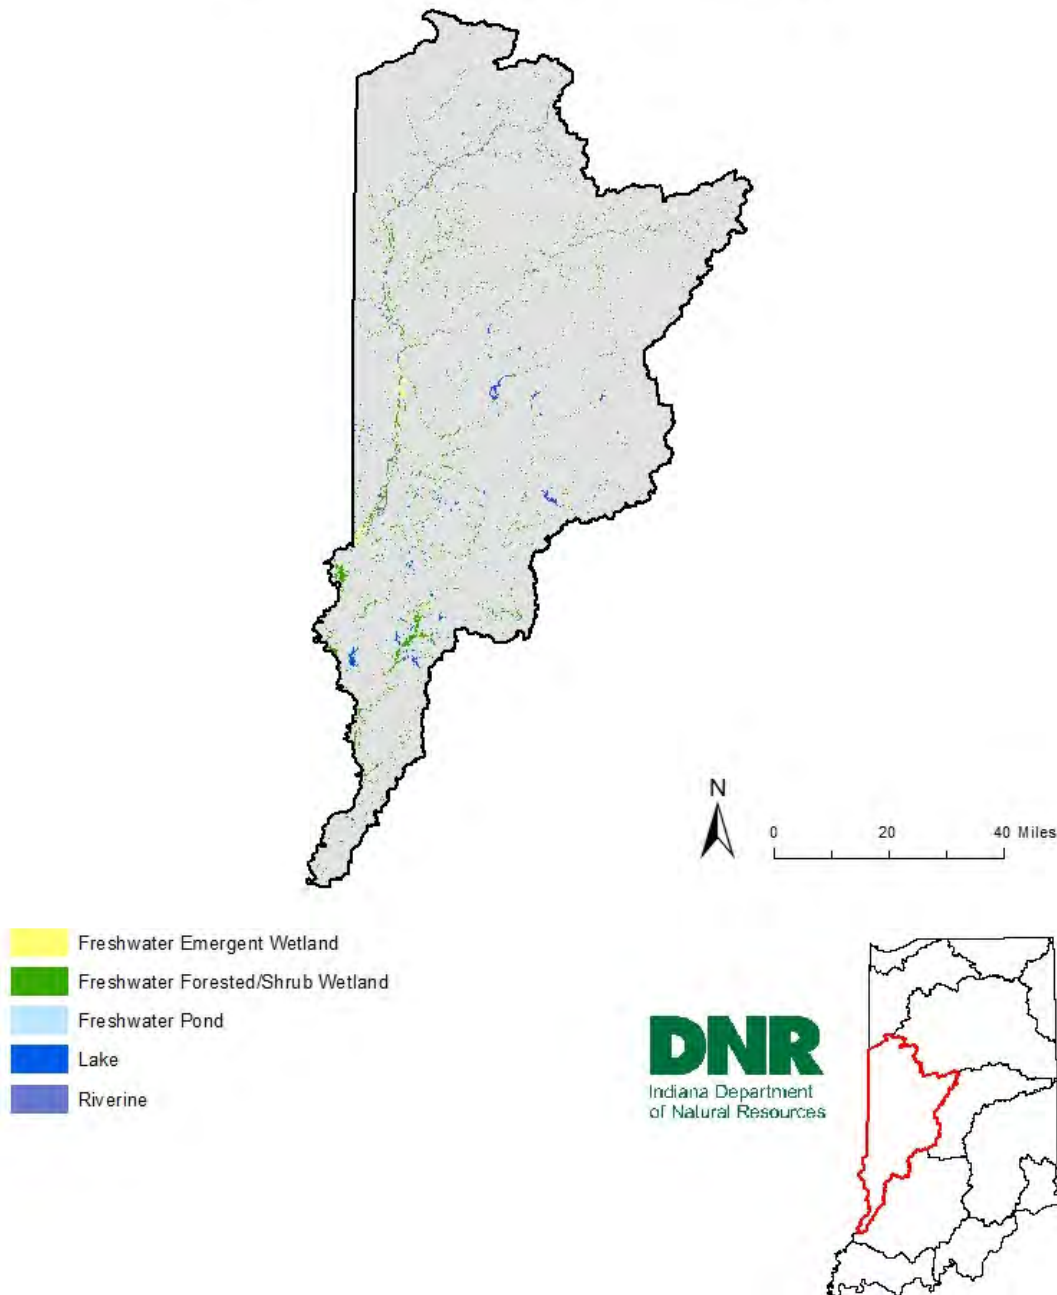 N
0 20 40 Miles
Freshwater Emergent Wetland
Freshwater Forested/Shrub Wetland
Freshwater Pond
Lake
Riverine
DNR
Indiana Department
of Natural Resources